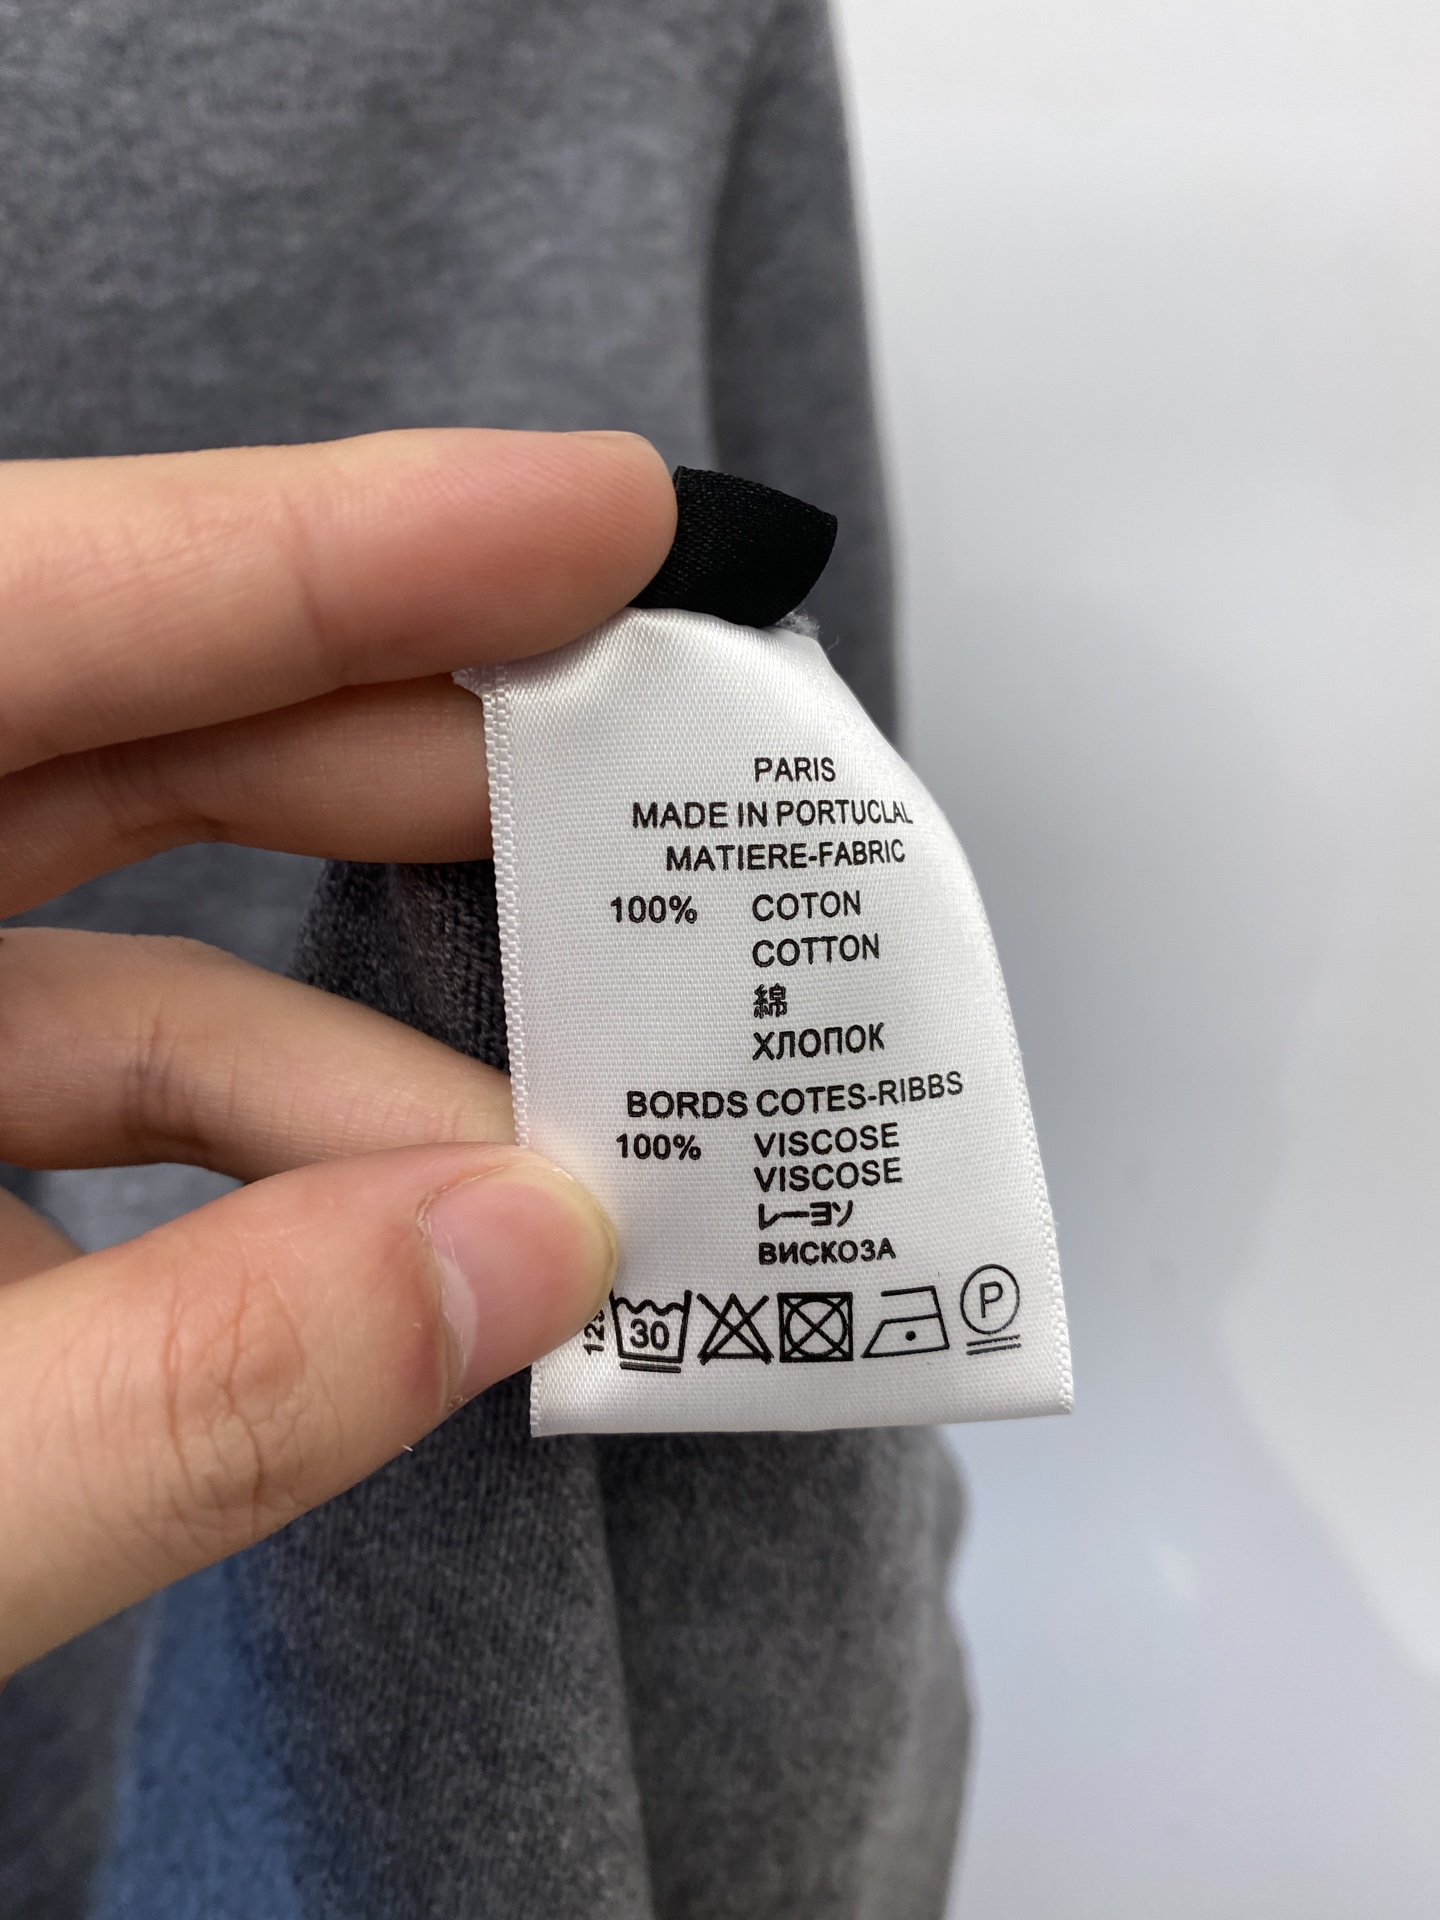 PARIS
MADE IN PORTUCLAL
MATIERE-FABRIC
100% COTON
COTTON
綿
ХЛОПОК
BORDS COTES-RIBBS
100% VISCOSE
VISCOSE
レーヨソ
ВИСКОЗА
30
P